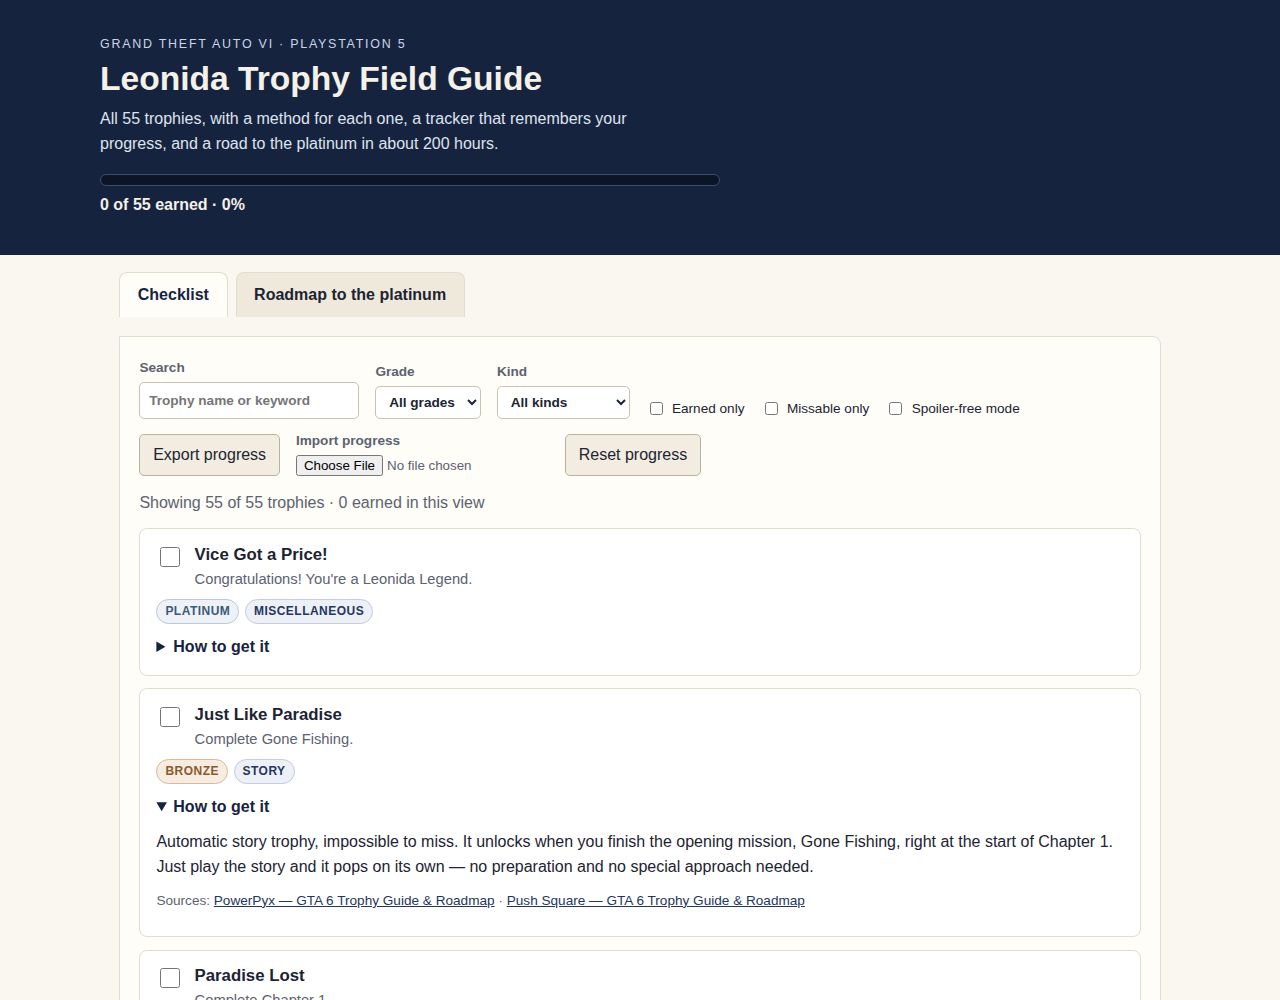 GRAND THEFT AUTO VI · PLAYSTATION 5
Leonida Trophy Field Guide
All 55 trophies, with a method for each one, a tracker that remembers your
progress, and a road to the platinum in about 200 hours.
0 of 55 earned · 0%
Checklist
Roadmap to the platinum
Search
Grade
Kind
Trophy name or keyword
All grades
All kinds
Earned only
Missable only
Spoiler-free mode
Export progress
Import progress
Choose File No file chosen
Reset progress
Showing 55 of 55 trophies · 0 earned in this view
Vice Got a Price!
Congratulations! You're a Leonida Legend.
PLATINUM
MISCELLANEOUS
How to get it
Just Like Paradise
Complete Gone Fishing.
BRONZE
STORY
How to get it
Automatic story trophy, impossible to miss. It unlocks when you finish the opening mission, Gone Fishing, right at the start of Chapter 1.
Just play the story and it pops on its own — no preparation and no special approach needed.
Sources: PowerPyx — GTA 6 Trophy Guide & Roadmap · Push Square — GTA 6 Trophy Guide & Roadmap
Paradise Lost
Complete Chapter 1.